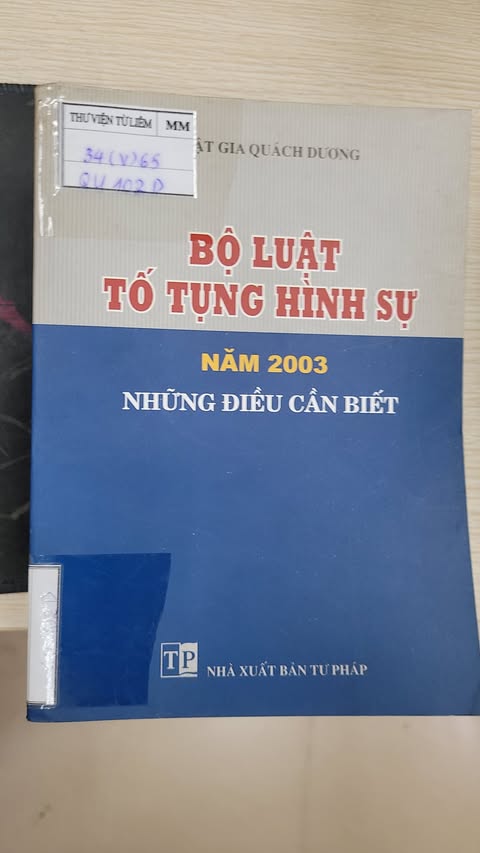 THƯ VIỆN TỪ LIÊM MM
34(V)65
QU 102 D
GIA QUÁCH DƯƠNG
BỘ LUẬT
TỐ TỤNG HÌNH SỰ
NĂM 2003
NHỮNG ĐIỀU CẦN BIẾT
TP NHÀ XUẤT BẢN TƯ PHÁP